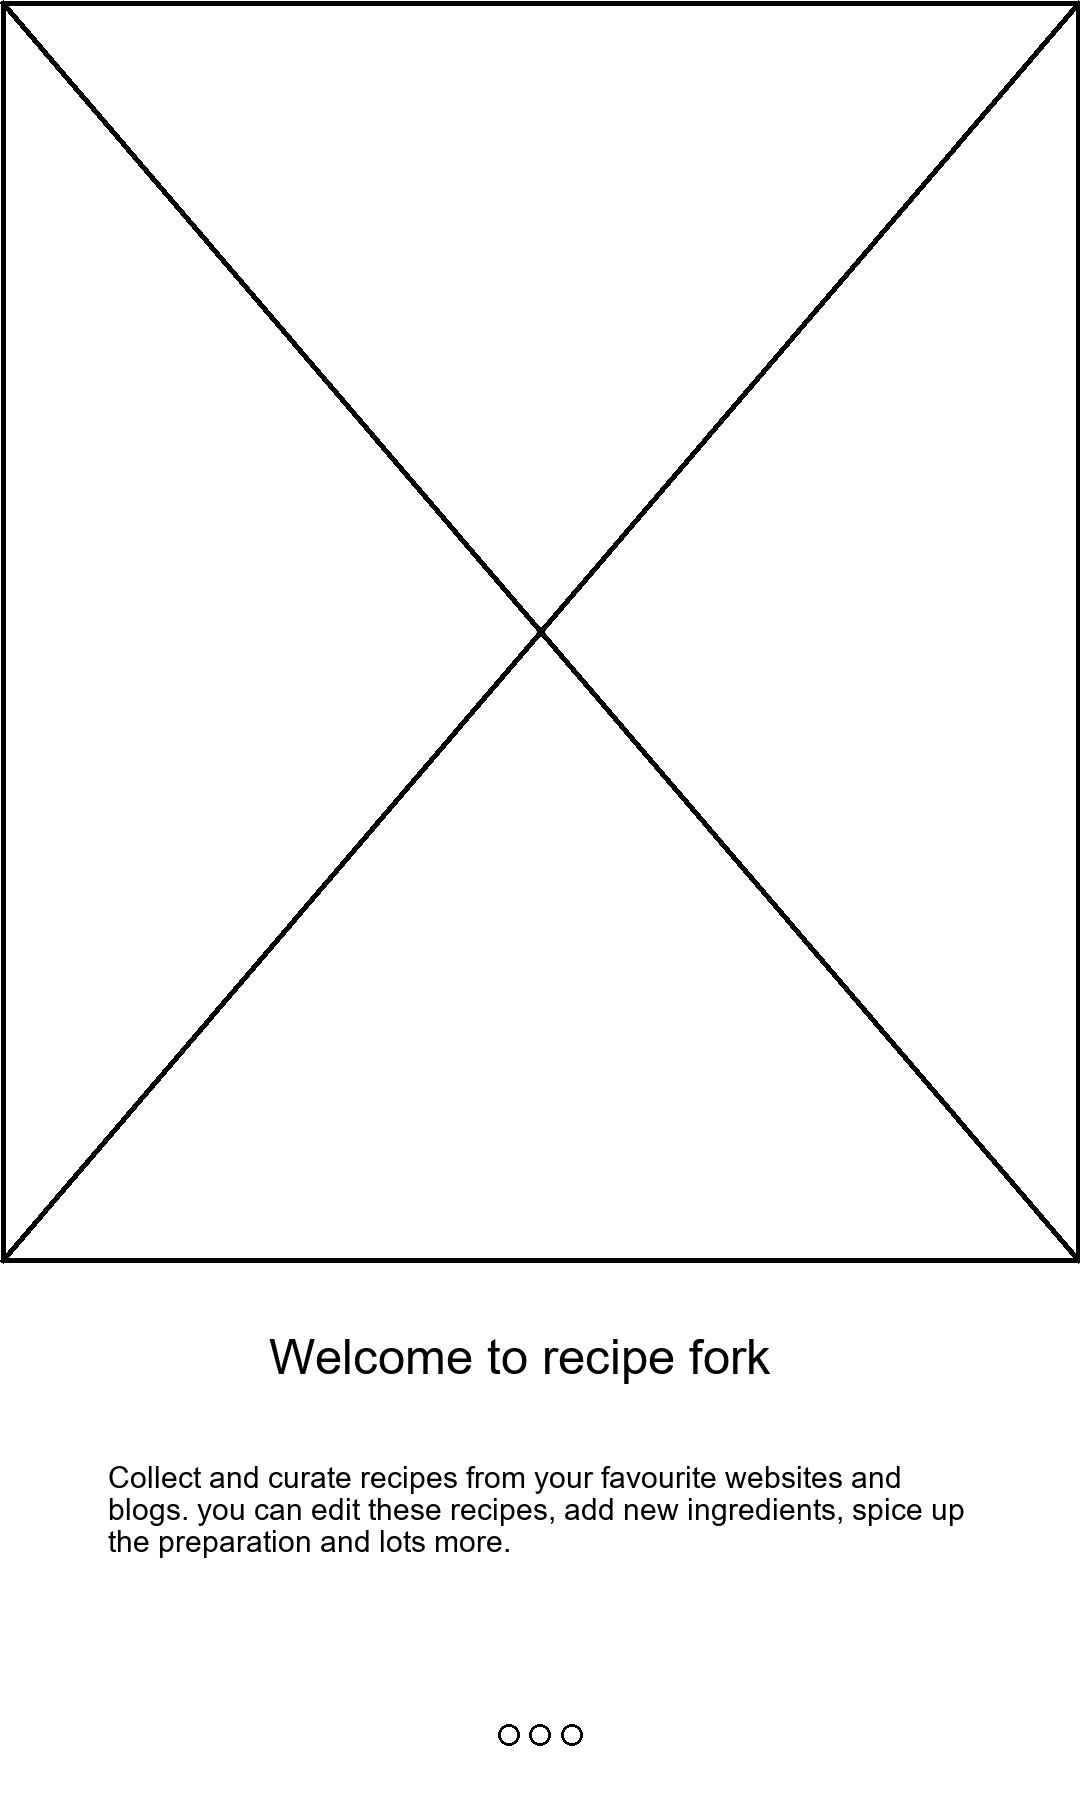 Welcome to recipe fork
Collect and curate recipes from your favourite websites and
blogs. you can edit these recipes, add new ingredients, spice up
the preparation and lots more.